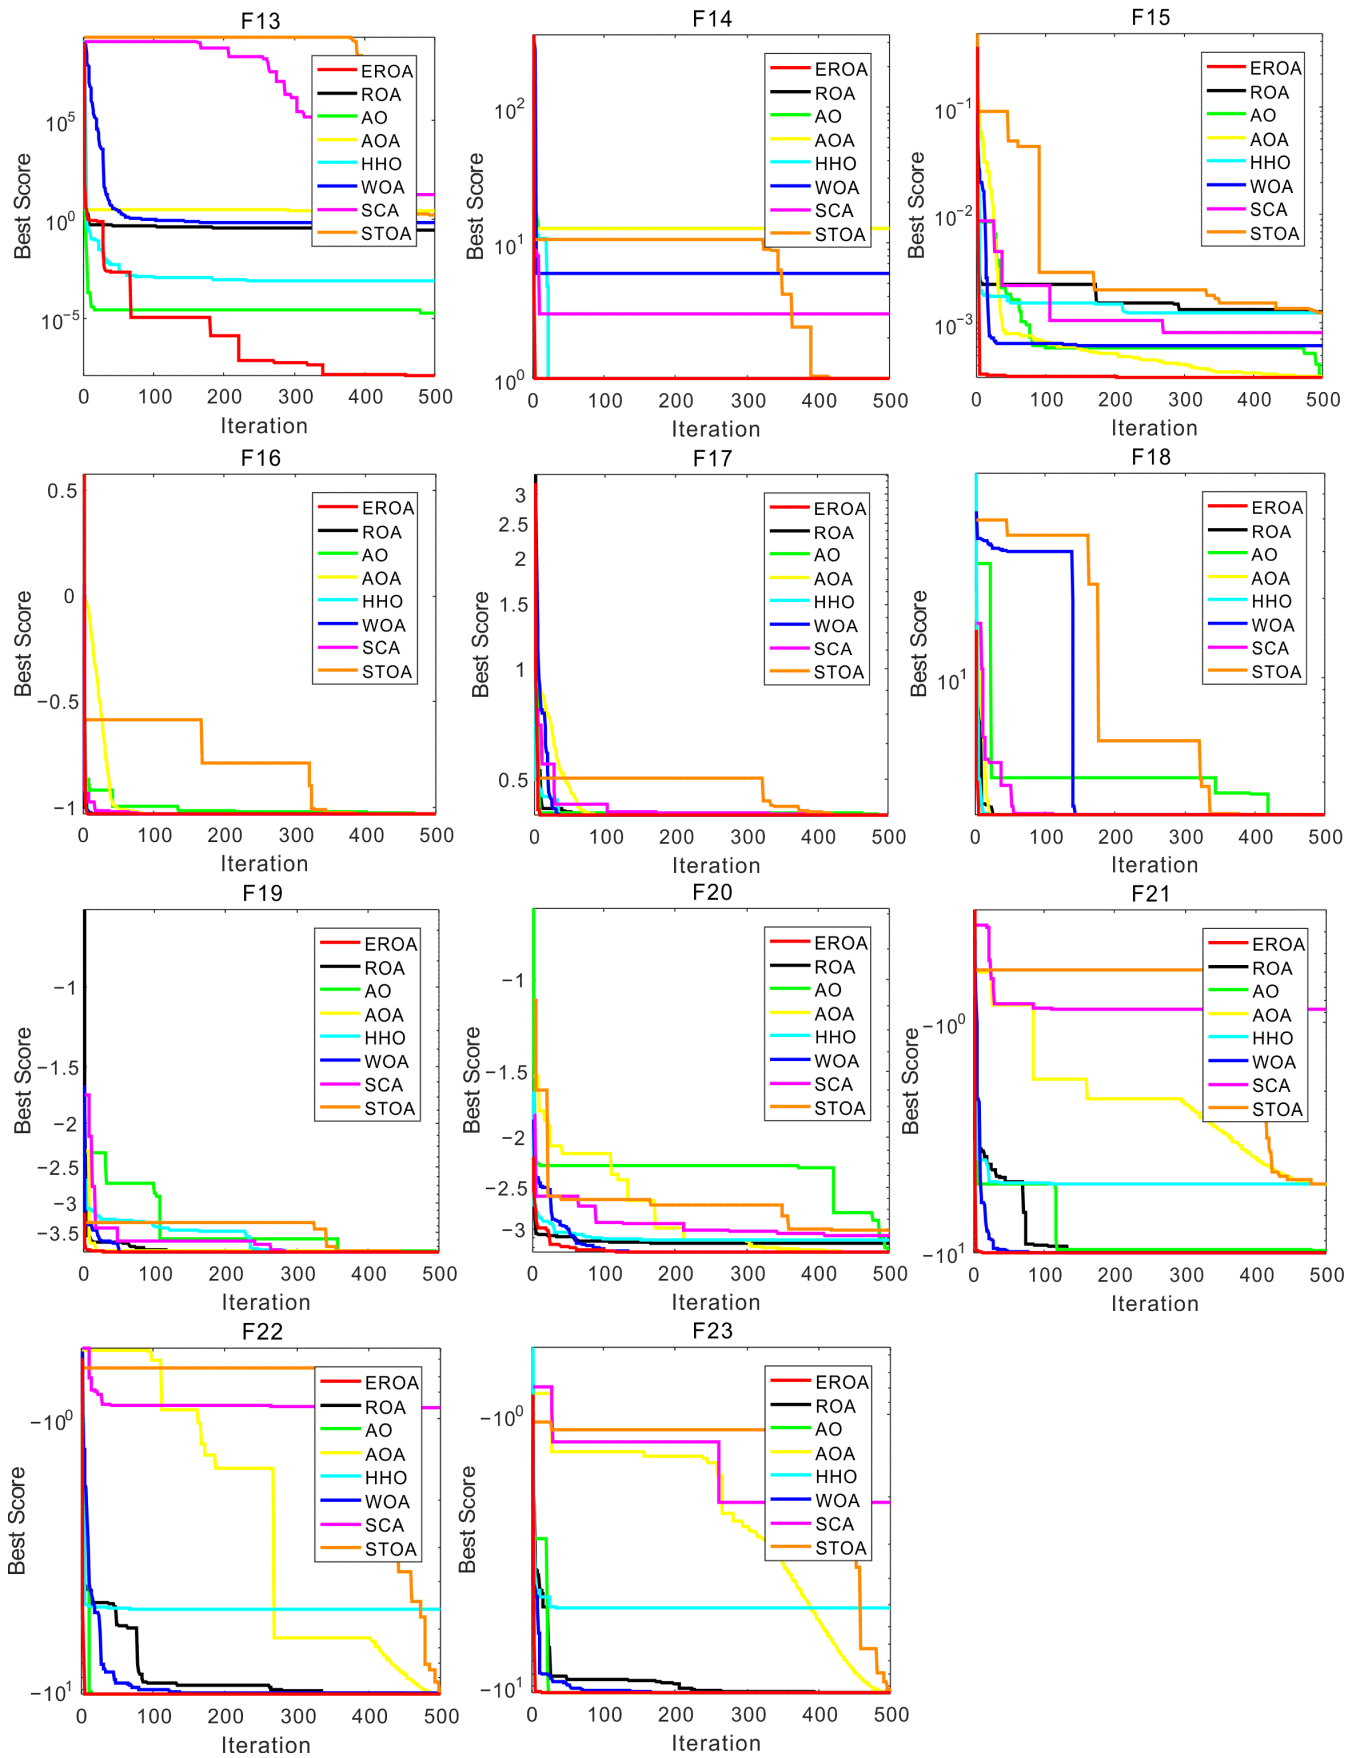 F13
Best Score
10^5
10^0
10^-5
0 100 200 300 400 500
Iteration
EROA
ROA
AO
AOA
HHO
WOA
SCA
STOA
F14
Best Score
10^2
10^1
10^0
0 100 200 300 400 500
Iteration
EROA
ROA
AO
AOA
HHO
WOA
SCA
STOA
F15
Best Score
10^-1
10^-2
10^-3
0 100 200 300 400 500
Iteration
EROA
ROA
AO
AOA
HHO
WOA
SCA
STOA
F16
Best Score
0.5
0
-0.5
-1
0 100 200 300 400 500
Iteration
EROA
ROA
AO
AOA
HHO
WOA
SCA
STOA
F17
Best Score
3
2.5
2
1.5
1
0.5
0 100 200 300 400 500
Iteration
EROA
ROA
AO
AOA
HHO
WOA
SCA
STOA
F18
Best Score
10^1
0 100 200 300 400 500
Iteration
EROA
ROA
AO
AOA
HHO
WOA
SCA
STOA
F19
Best Score
-1
-1.5
-2
-2.5
-3
-3.5
0 100 200 300 400 500
Iteration
EROA
ROA
AO
AOA
HHO
WOA
SCA
STOA
F20
Best Score
-1
-1.5
-2
-2.5
-3
0 100 200 300 400 500
Iteration
EROA
ROA
AO
AOA
HHO
WOA
SCA
STOA
F21
Best Score
-10^0
-10^1
0 100 200 300 400 500
Iteration
EROA
ROA
AO
AOA
HHO
WOA
SCA
STOA
F22
Best Score
-10^0
-10^1
0 100 200 300 400 500
Iteration
EROA
ROA
AO
AOA
HHO
WOA
SCA
STOA
F23
Best Score
-10^0
-10^1
0 100 200 300 400 500
Iteration
EROA
ROA
AO
AOA
HHO
WOA
SCA
STOA